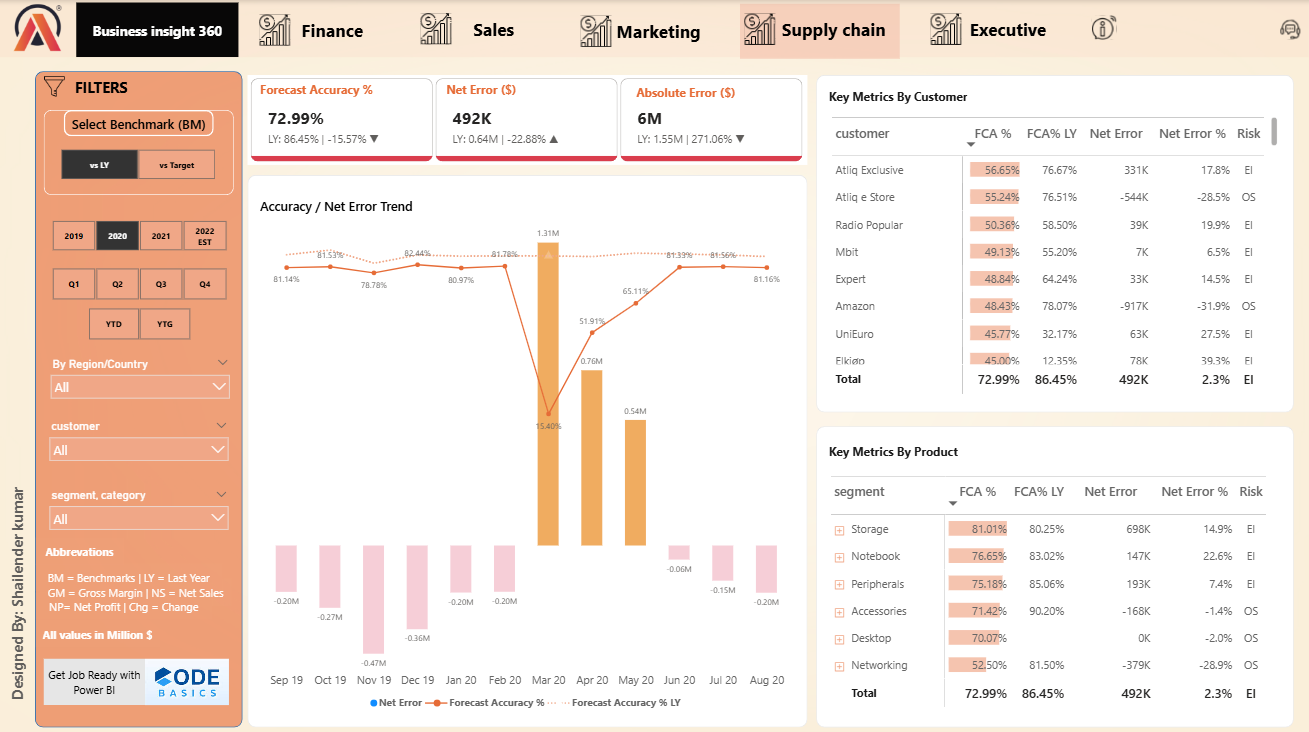 Business insight 360
Finance
Sales
Marketing
Supply chain
Executive
FILTERS
Select Benchmark (BM)
vs LY
vs Target
2019
2020
2021
2022
EST
Q1
Q2
Q3
Q4
YTD
YTG
By Region/Country
All
customer
All
segment, category
All
Abbrevations
BM = Benchmarks | LY = Last Year
GM = Gross Margin | NS = Net Sales
NP= Net Profit | Chg = Change
All values in Million $
Get Job Ready with
Power BI
CODE
BASICS
Designed By: Shailender kumar
Forecast Accuracy %
72.99%
LY: 86.45% | -15.57% ▼
Net Error ($)
492K
LY: 0.64M | -22.88% ▲
Absolute Error ($)
6M
LY: 1.55M | 271.06% ▼
Accuracy / Net Error Trend
1.31M
81.14%
81.53%
78.78%
82.44%
80.97%
81.78%
15.40%
51.91%
65.11%
81.39%
81.56%
81.16%
0.76M
0.54M
-0.20M
-0.27M
-0.47M
-0.36M
-0.20M
-0.20M
-0.06M
-0.15M
-0.20M
Sep 19 Oct 19 Nov 19 Dec 19 Jan 20 Feb 20 Mar 20 Apr 20 May 20 Jun 20 Jul 20 Aug 20
Net Error Forecast Accuracy % Forecast Accuracy % LY
Key Metrics By Customer
customer FCA % FCA% LY Net Error Net Error % Risk
Atliq Exclusive 56.65% 76.67% 331K 17.8% EI
Atliq e Store 55.24% 76.51% -544K -28.5% OS
Radio Popular 50.36% 58.50% 39K 19.9% EI
Mbit 49.13% 55.20% 7K 6.5% EI
Expert 48.84% 64.24% 33K 14.5% EI
Amazon 48.43% 78.07% -917K -31.9% OS
UniEuro 45.77% 32.17% 63K 27.5% EI
Elkjøp 45.00% 12.35% 78K 39.3% EI
Total 72.99% 86.45% 492K 2.3% EI
Key Metrics By Product
segment FCA % FCA% LY Net Error Net Error % Risk
Storage 81.01% 80.25% 698K 14.9% EI
Notebook 76.65% 83.02% 147K 22.6% EI
Peripherals 75.18% 85.06% 193K 7.4% EI
Accessories 71.42% 90.20% -168K -1.4% OS
Desktop 70.07% 0K -2.0% OS
Networking 52.50% 81.50% -379K -28.9% OS
Total 72.99% 86.45% 492K 2.3% EI